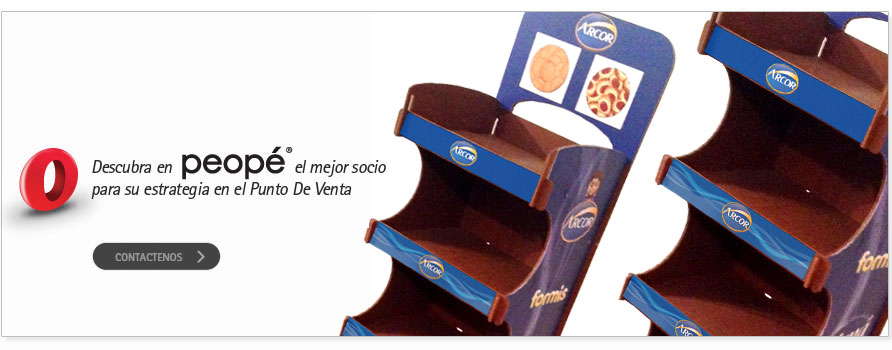 Descubra en peopé® el mejor socio
para su estrategia en el Punto De Venta
CONTACTENOS
ARCOR
ARCOR
ARCOR
ARCOR
formis
ARCOR
ARCOR
ARCOR
formis